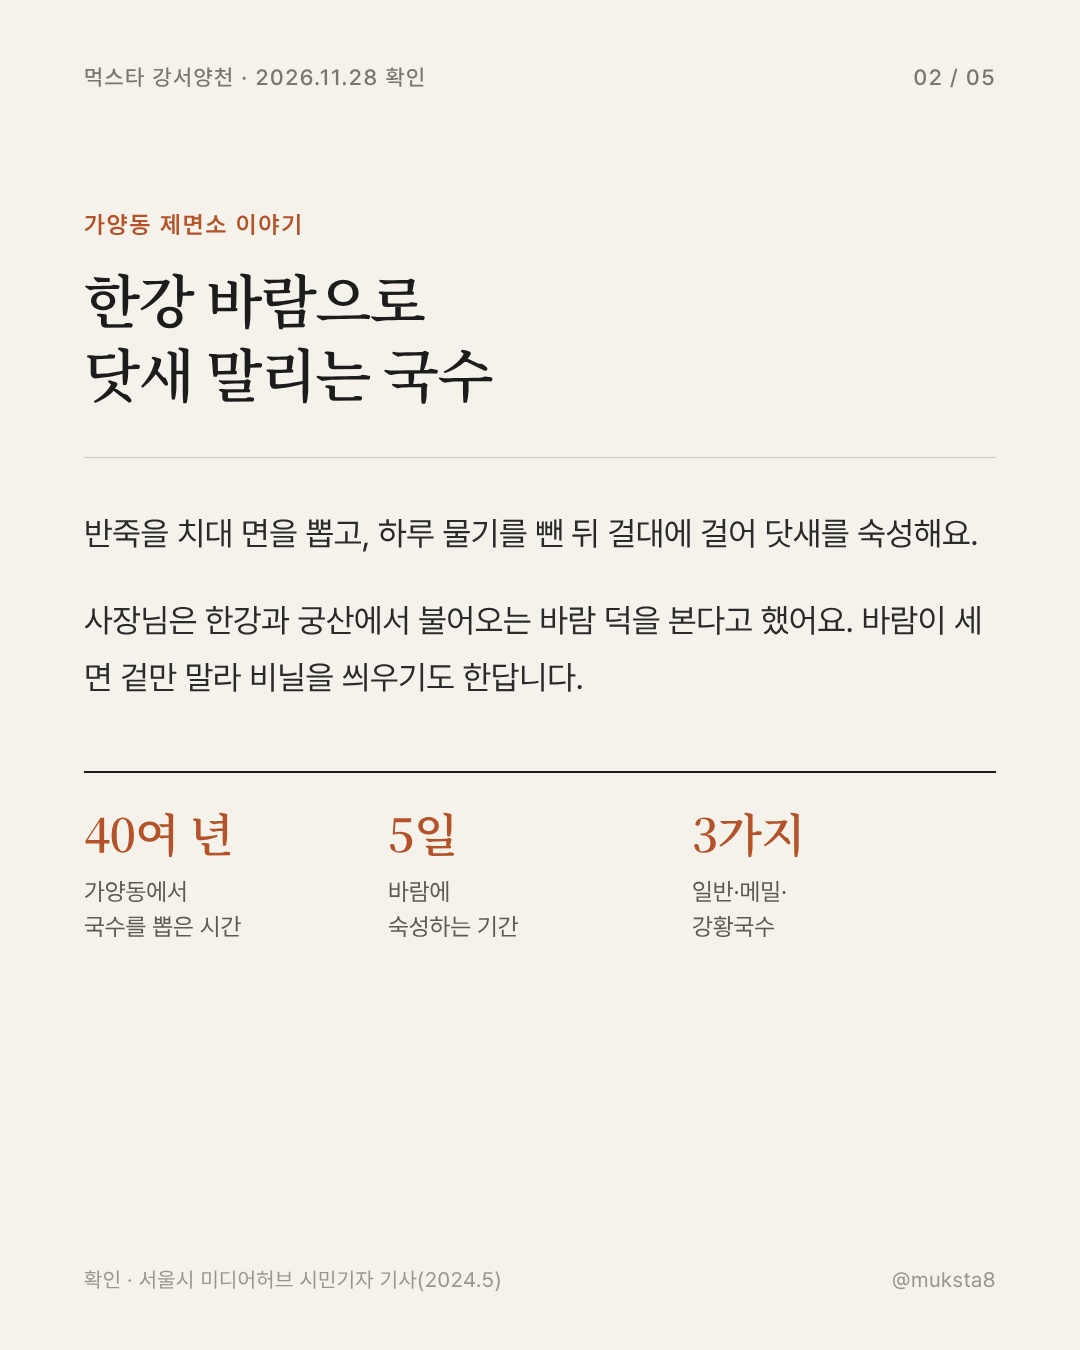 먹스타 강서양천 · 2026.11.28 확인
02 / 05
가양동 제면소 이야기
한강 바람으로
닷새 말리는 국수
반죽을 치대 면을 뽑고, 하루 물기를 뺀 뒤 걸대에 걸어 닷새를 숙성해요.
사장님은 한강과 궁산에서 불어오는 바람 덕을 본다고 했어요. 바람이 세
면 겉만 말라 비닐을 씌우기도 한답니다.
40여 년
가양동에서
국수를 뽑은 시간
5일
바람에
숙성하는 기간
3가지
일반·메밀·
강황국수
확인 · 서울시 미디어허브 시민기자 기사(2024.5)
@muksta8